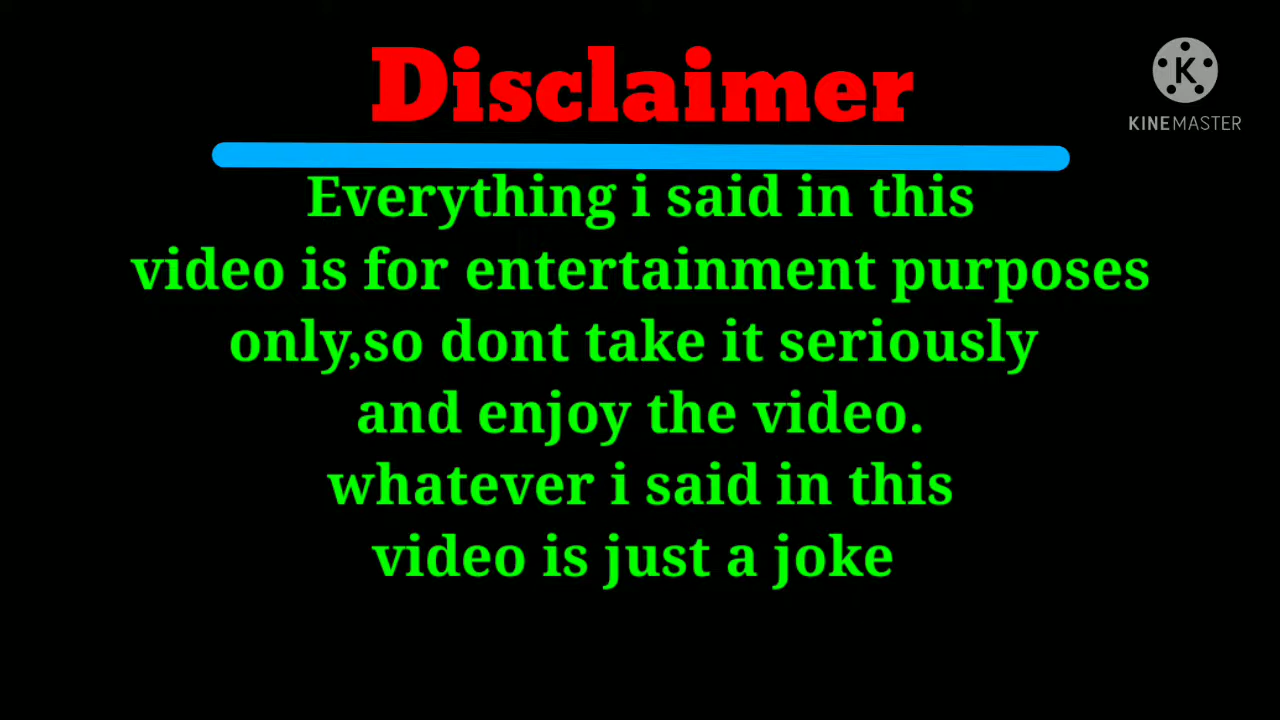 Disclaimer
K
KINEMASTER
Everything i said in this
video is for entertainment purposes
only,so dont take it seriously
and enjoy the video.
whatever i said in this
video is just a joke